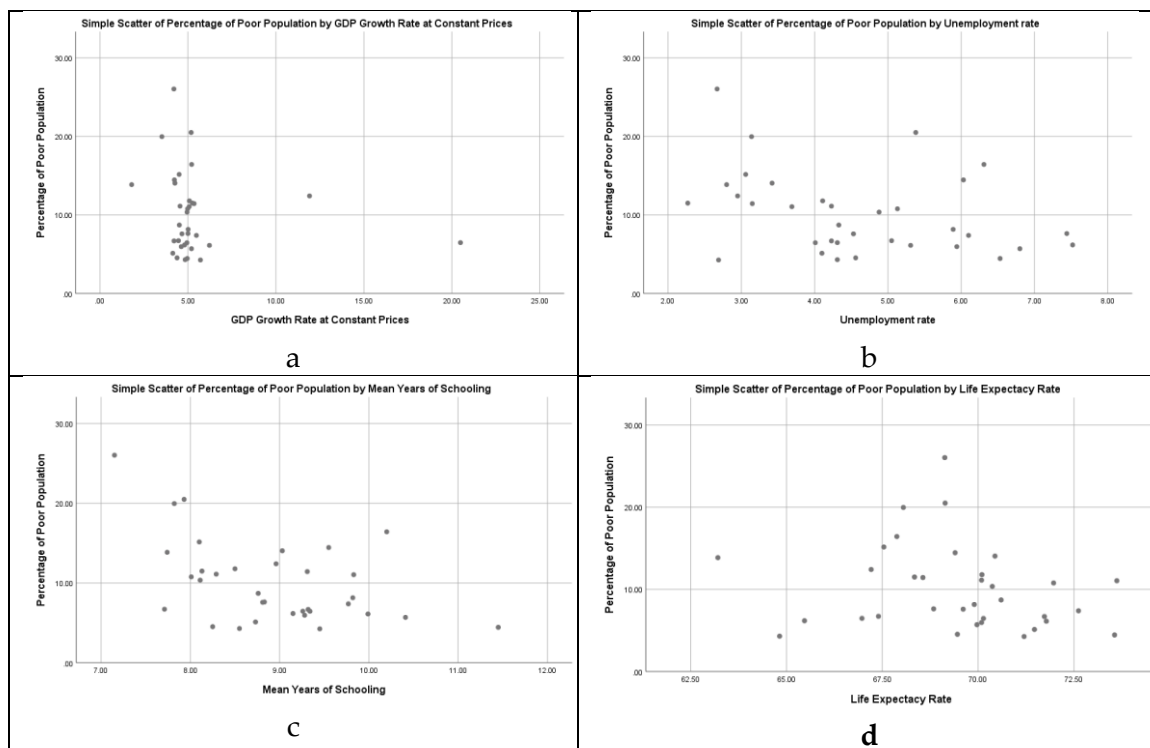 Simple Scatter of Percentage of Poor Population by GDP Growth Rate at Constant Prices
Percentage of Poor Population
30.00
20.00
10.00
.00
.00 5.00 10.00 15.00 20.00 25.00
GDP Growth Rate at Constant Prices
a
Simple Scatter of Percentage of Poor Population by Unemployment rate
Percentage of Poor Population
30.00
20.00
10.00
.00
2.00 3.00 4.00 5.00 6.00 7.00 8.00
Unemployment rate
b
Simple Scatter of Percentage of Poor Population by Mean Years of Schooling
Percentage of Poor Population
30.00
20.00
10.00
.00
7.00 8.00 9.00 10.00 11.00 12.00
Mean Years of Schooling
c
Simple Scatter of Percentage of Poor Population by Life Expectacy Rate
Percentage of Poor Population
30.00
20.00
10.00
.00
62.50 65.00 67.50 70.00 72.50
Life Expectacy Rate
d